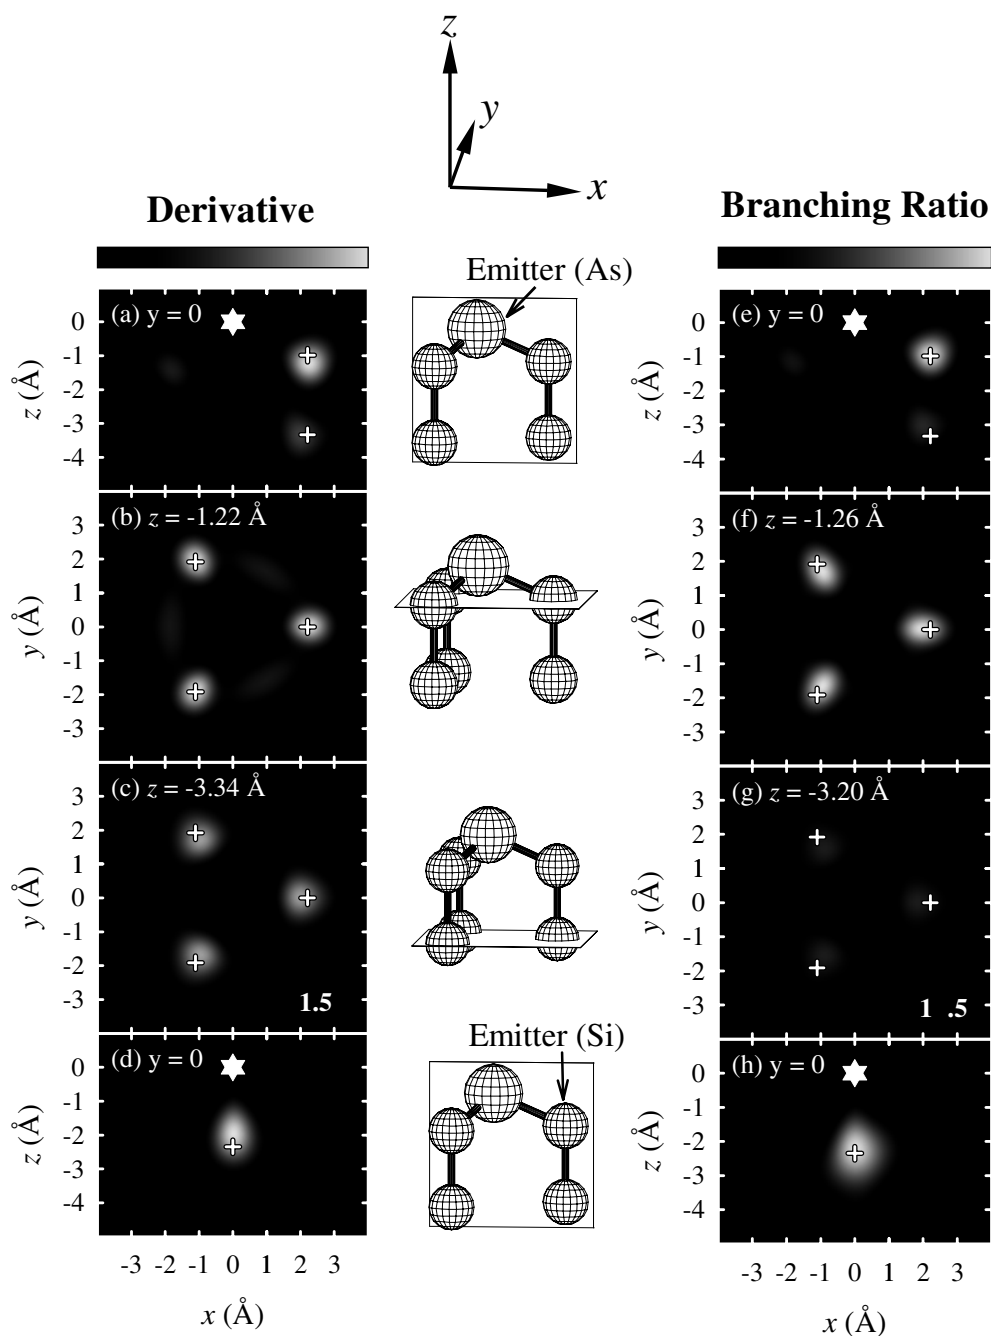 z
y
x
Derivative
Branching Ratio
Emitter (As)
(a) y = 0
0
-1
-2
-3
-4
z (Å)
(b) z = -1.22 Å
3
2
1
0
-1
-2
-3
y (Å)
(c) z = -3.34 Å
3
2
1
0
-1
-2
-3
y (Å)
1.5
(d) y = 0
0
-1
-2
-3
-4
z (Å)
-3 -2 -1 0 1 2 3
x (Å)
Emitter (Si)
(e) y = 0
0
-1
-2
-3
-4
z (Å)
(f) z = -1.26 Å
3
2
1
0
-1
-2
-3
y (Å)
(g) z = -3.20 Å
3
2
1
0
-1
-2
-3
y (Å)
1 .5
(h) y = 0
0
-1
-2
-3
-4
z (Å)
-3 -2 -1 0 1 2 3
x (Å)